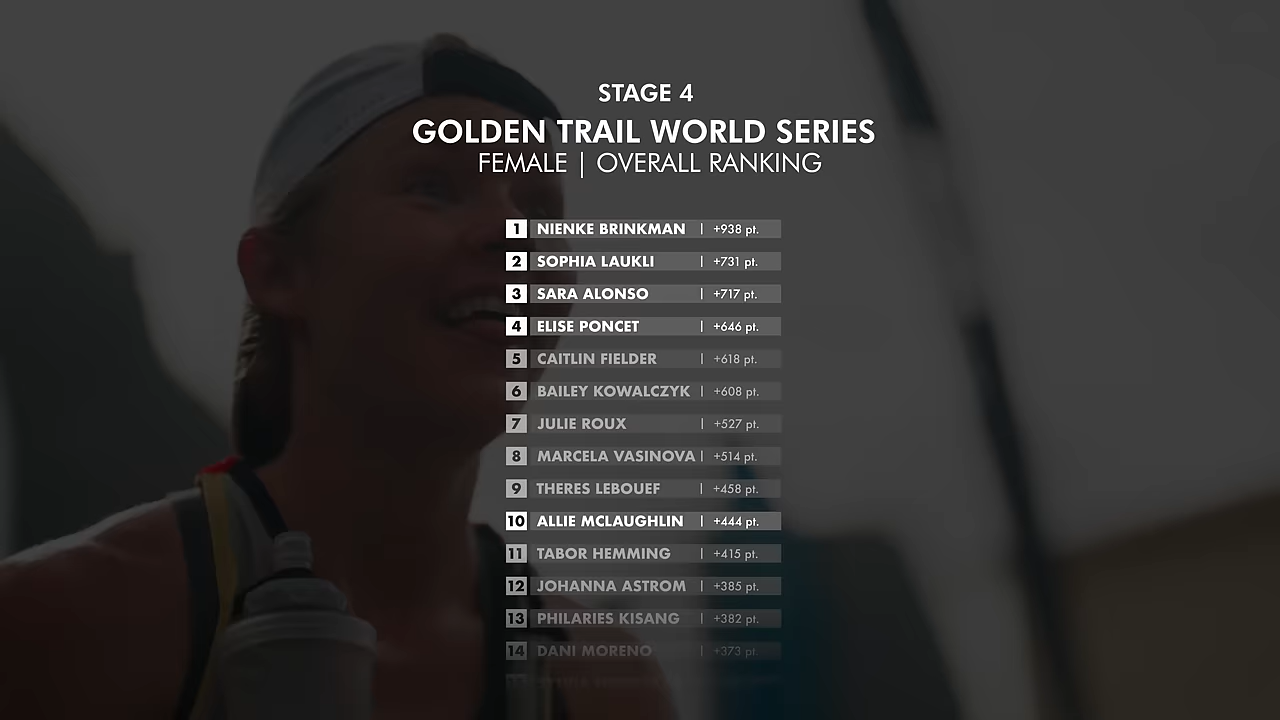 STAGE 4
GOLDEN TRAIL WORLD SERIES
FEMALE | OVERALL RANKING
1 NIENKE BRINKMAN | +938 pt.
2 SOPHIA LAUKLI | +731 pt.
3 SARA ALONSO | +717 pt.
4 ELISE PONCET | +646 pt.
5 CAITLIN FIELDER | +618 pt.
6 BAILEY KOWALCZYK | +608 pt.
7 JULIE ROUX | +527 pt.
8 MARCELA VASINOVA | +514 pt.
9 THERES LEBOUEF | +458 pt.
10 ALLIE MCLAUGHLIN | +444 pt.
11 TABOR HEMMING | +415 pt.
12 JOHANNA ASTROM | +385 pt.
13 PHILARIES KISANG | +382 pt.
14 DANI MORENO | +373 pt.